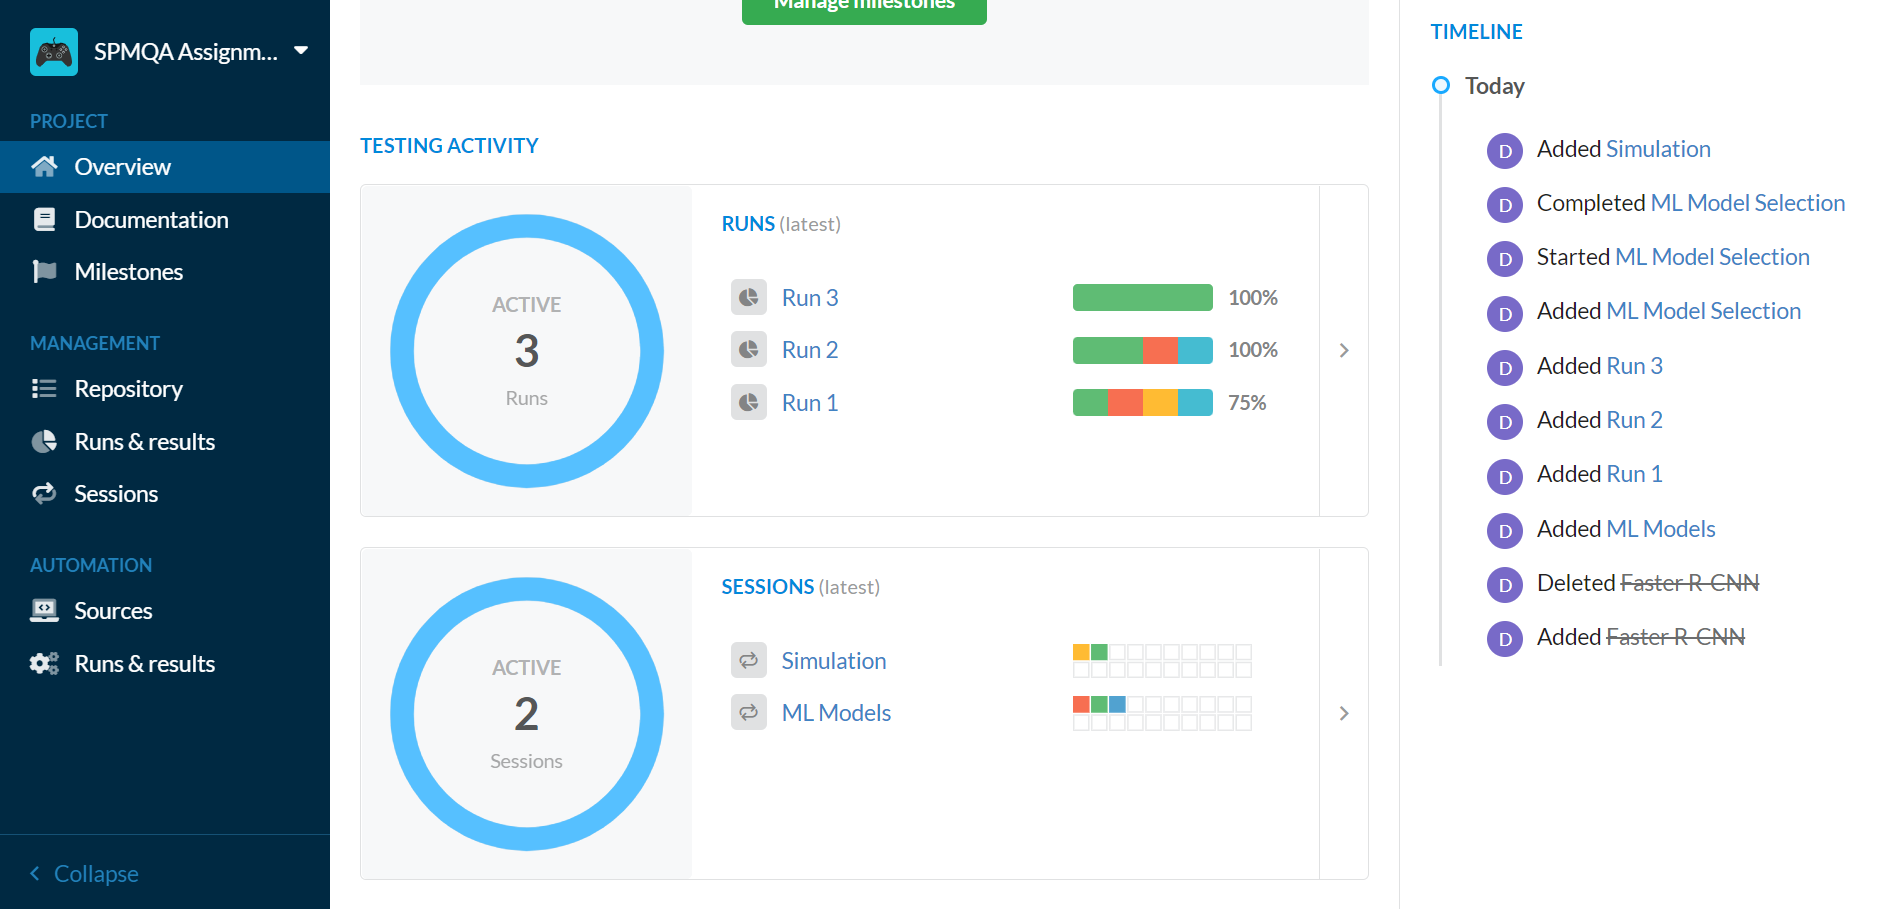 SPMQA Assignm...
PROJECT
Overview
Documentation
Milestones
MANAGEMENT
Repository
Runs & results
Sessions
AUTOMATION
Sources
Runs & results
Collapse
Manage milestones
TESTING ACTIVITY
ACTIVE
3
Runs
RUNS (latest)
Run 3 100%
Run 2 100%
Run 1 75%
ACTIVE
2
Sessions
SESSIONS (latest)
Simulation
ML Models
TIMELINE
Today
D Added Simulation
D Completed ML Model Selection
D Started ML Model Selection
D Added ML Model Selection
D Added Run 3
D Added Run 2
D Added Run 1
D Added ML Models
D Deleted Faster R-CNN
D Added Faster R-CNN